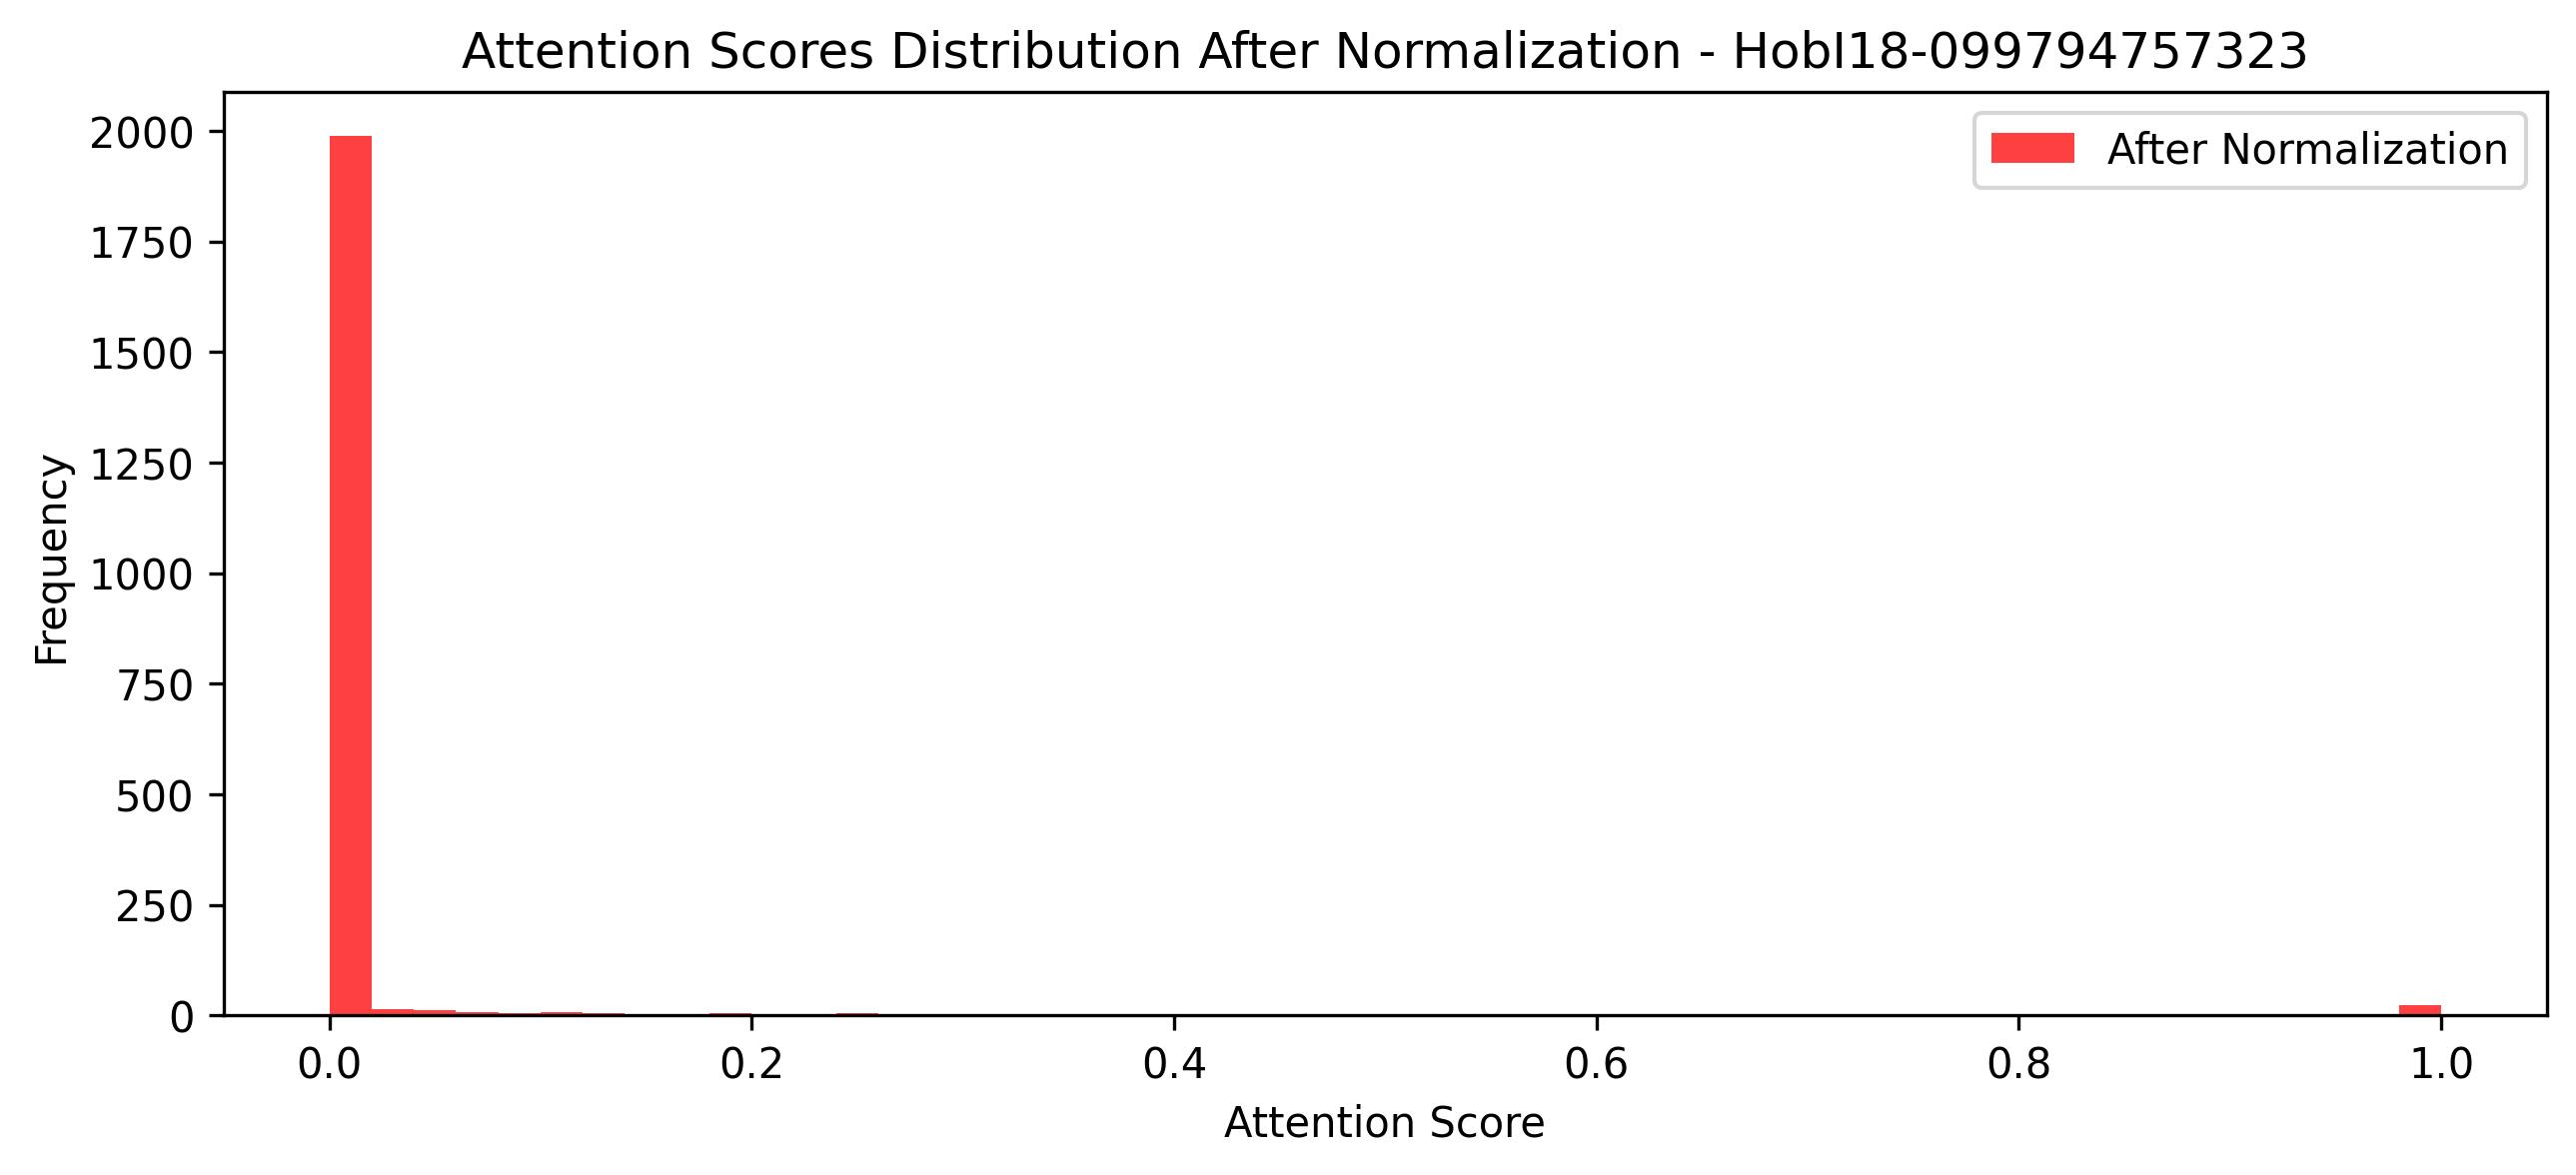 Attention Scores Distribution After Normalization - HobI18-099794757323
After Normalization
2000
1750
1500
1250
1000
750
500
250
0
Frequency
0.0 0.2 0.4 0.6 0.8 1.0
Attention Score